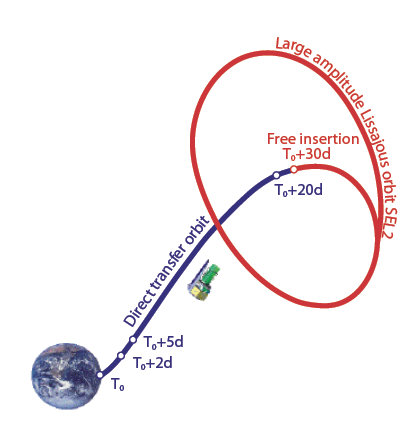 Large amplitude Lissajous orbit SEL2
Free insertion
T₀+30d
T₀+20d
Direct transfer orbit
T₀+5d
T₀+2d
T₀